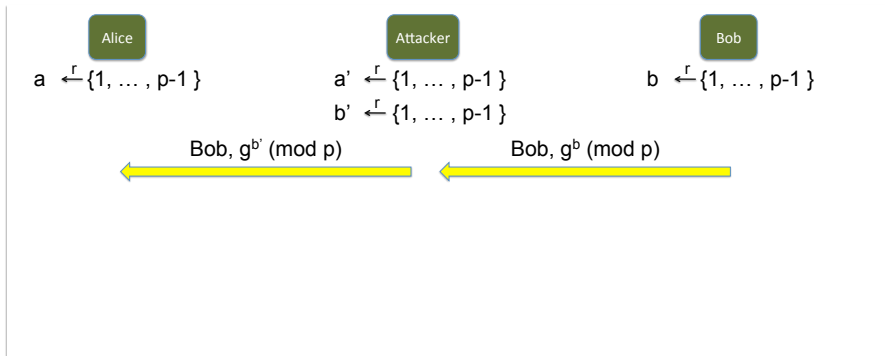 Alice Attacker Bob
a ←r {1, … , p-1 } a’ ←r {1, … , p-1 } b ←r {1, … , p-1 }
b’ ←r {1, … , p-1 }
Bob, g^b’ (mod p) Bob, g^b (mod p)